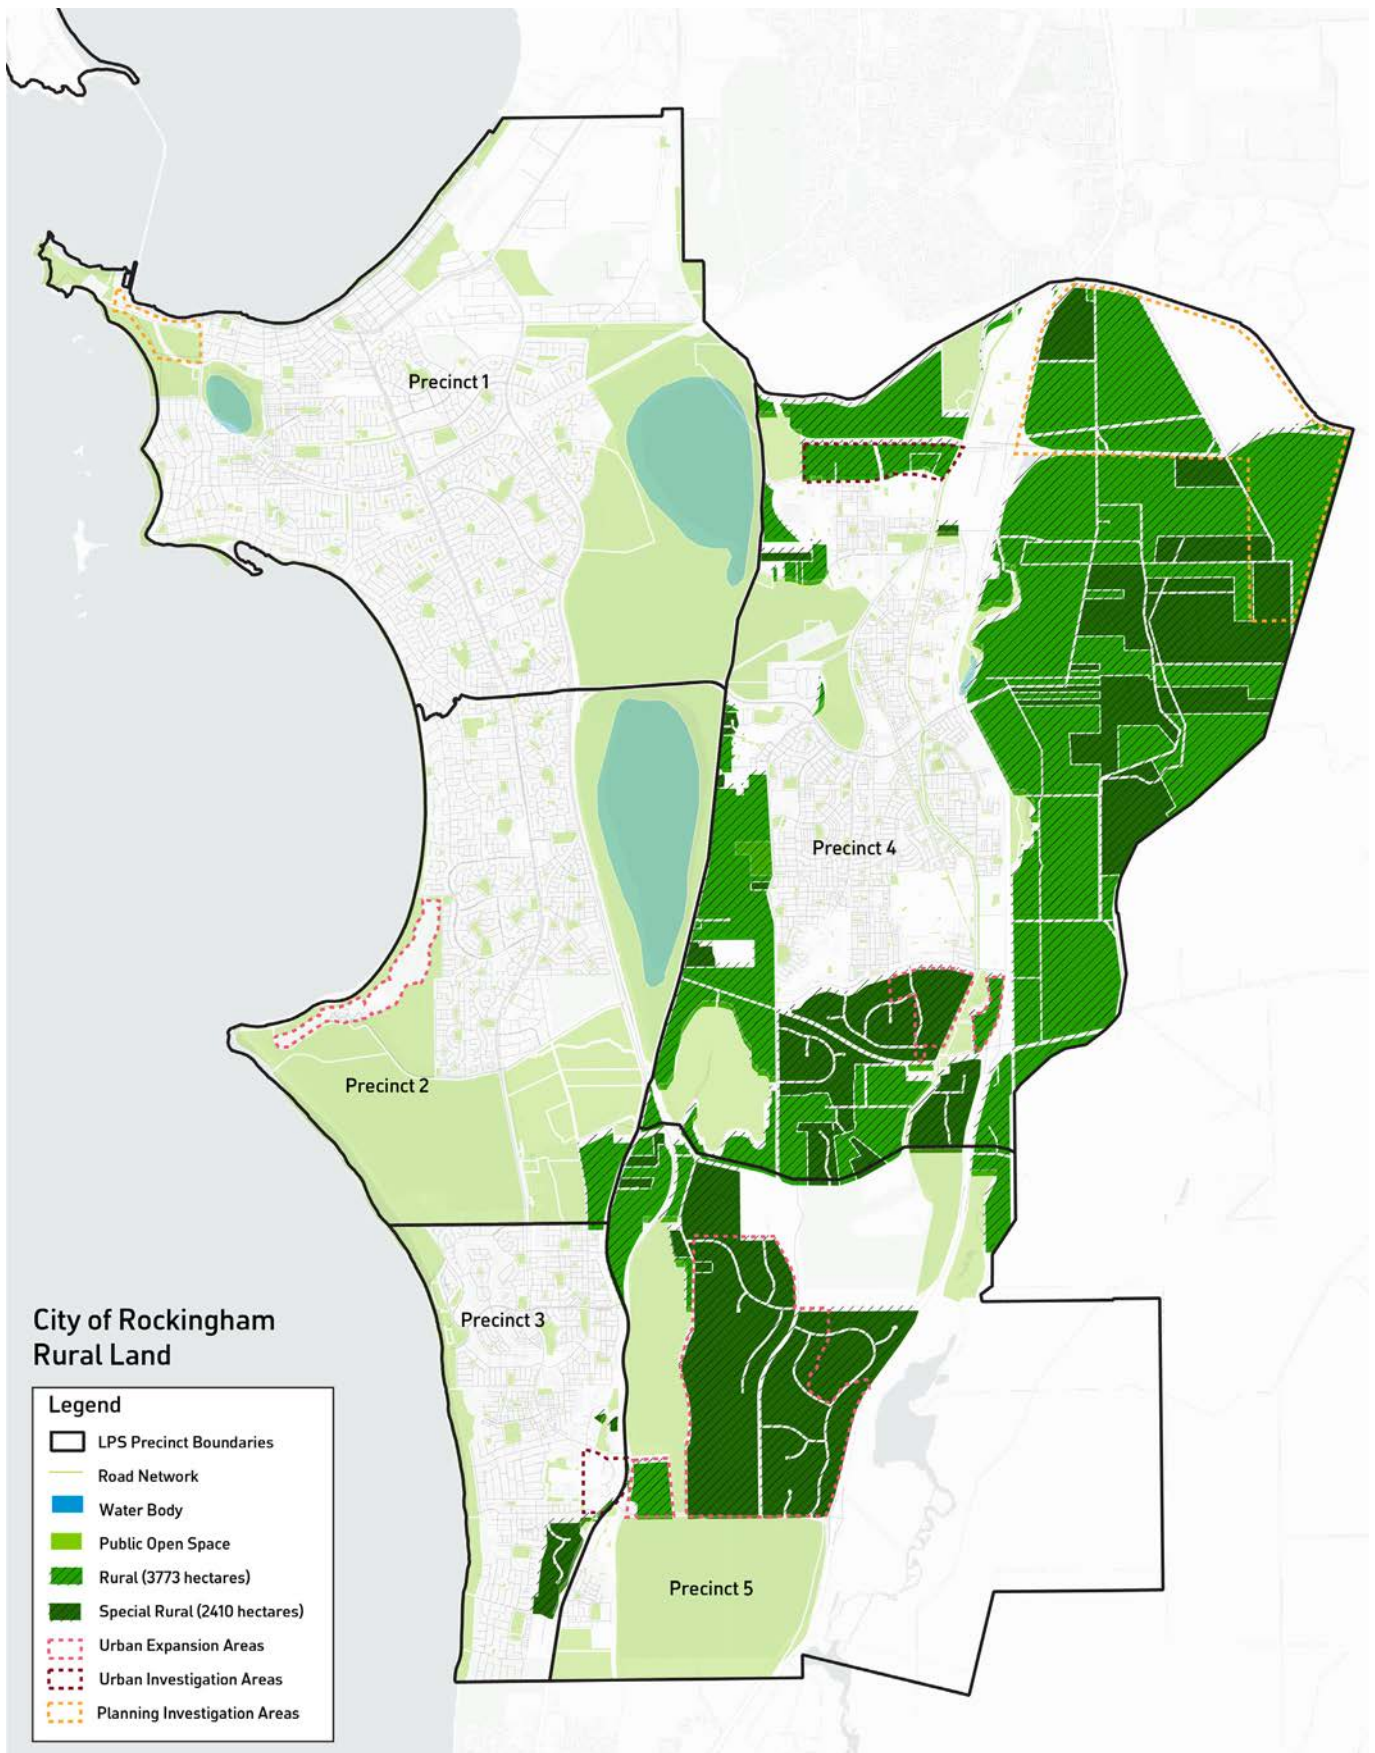 Precinct 1
Precinct 4
Precinct 2
Precinct 3
Precinct 5
City of Rockingham
Rural Land
Legend
LPS Precinct Boundaries
Road Network
Water Body
Public Open Space
Rural (3773 hectares)
Special Rural (2410 hectares)
Urban Expansion Areas
Urban Investigation Areas
Planning Investigation Areas